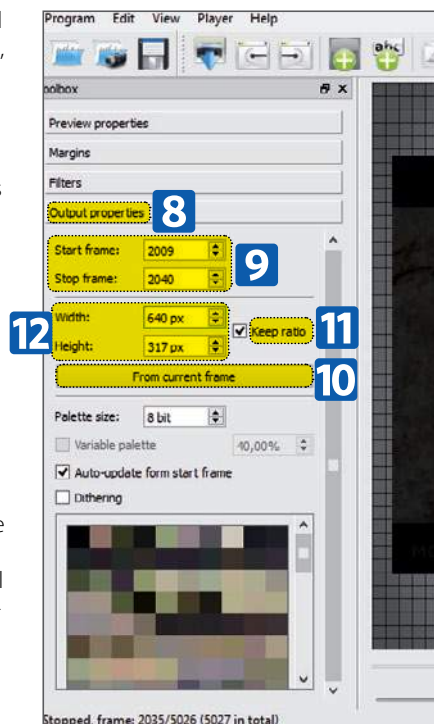 Program Edit View Player Help
abc
oolbox
Preview properties
Margins
Filters
Output properties 8
Start frame: 2009
Stop frame: 2040
9
Width: 640 px
Height: 317 px
12
Keep ratio 11
From current frame 10
Palette size: 8 bit
Variable palette 40,00%
Auto-update form start frame
Dithering
Stopped, frame: 2035/5026 (5027 in total)